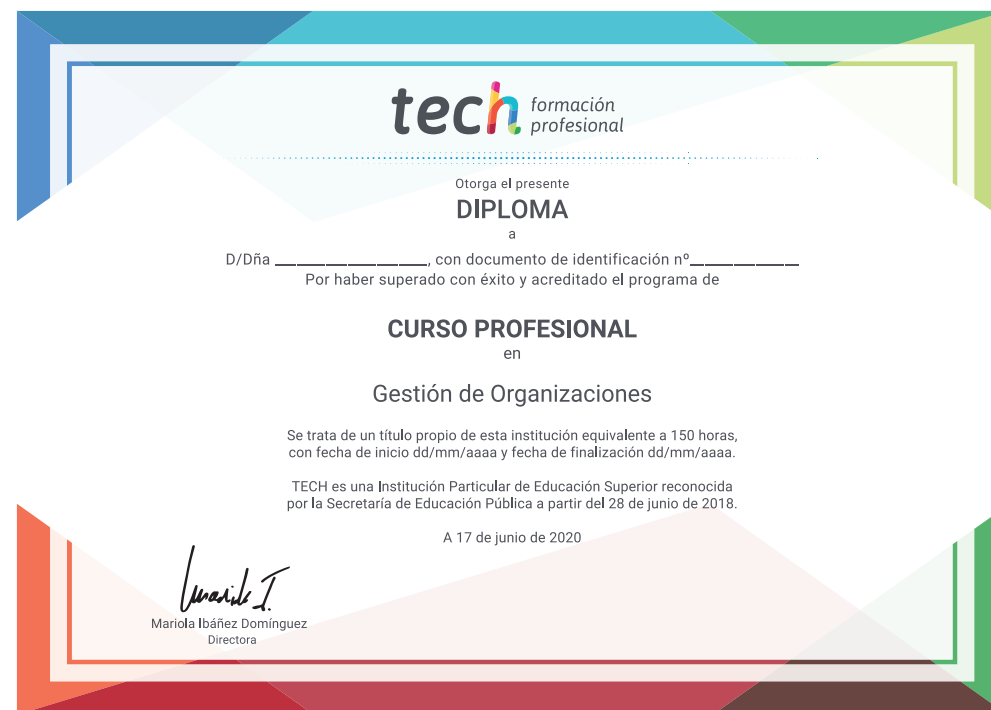 tech formación
profesional
Otorga el presente
DIPLOMA
a
D/Dña ____________________, con documento de identificación nº______________
Por haber superado con éxito y acreditado el programa de
CURSO PROFESIONAL
en
Gestión de Organizaciones
Se trata de un título propio de esta institución equivalente a 150 horas,
con fecha de inicio dd/mm/aaaa y fecha de finalización dd/mm/aaaa.
TECH es una Institución Particular de Educación Superior reconocida
por la Secretaría de Educación Pública a partir del 28 de junio de 2018.
A 17 de junio de 2020
Mariola Ibáñez Domínguez
Directora